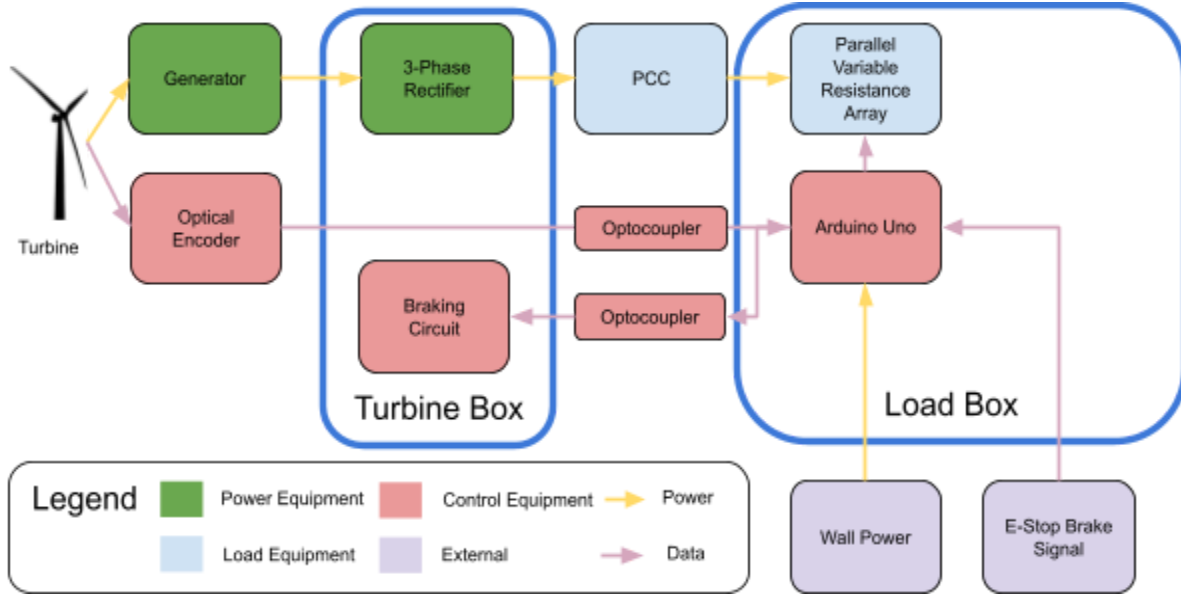 Turbine
Generator
3-Phase
Rectifier
PCC
Parallel
Variable
Resistance
Array
Optical
Encoder
Optocoupler
Arduino Uno
Braking
Circuit
Optocoupler
Turbine Box
Load Box
Legend
Power Equipment
Control Equipment
Power
Load Equipment
External
Data
Wall Power
E-Stop Brake
Signal